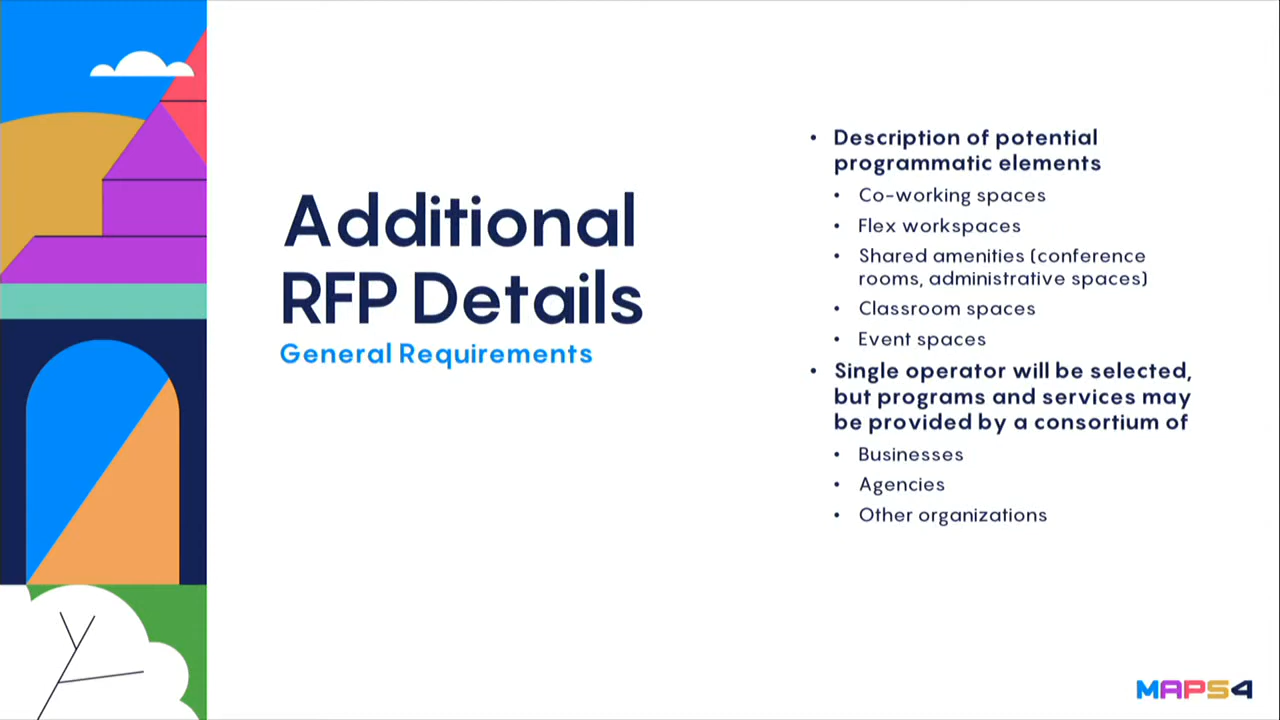 Additional
RFP Details
General Requirements
• Description of potential
programmatic elements
• Co-working spaces
• Flex workspaces
• Shared amenities (conference
rooms, administrative spaces)
• Classroom spaces
• Event spaces
• Single operator will be selected,
but programs and services may
be provided by a consortium of
• Businesses
• Agencies
• Other organizations
MAPS4